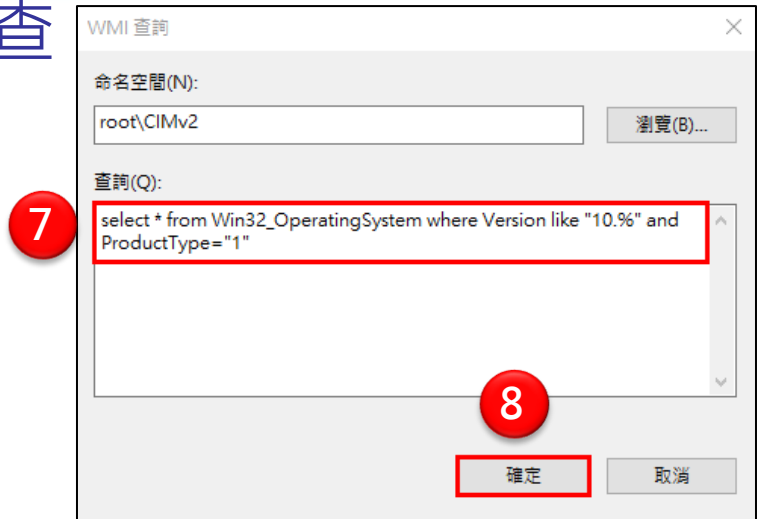 查
WMI 查詢
命名空間(N):
root\CIMv2
瀏覽(B)...
查詢(Q):
7
select * from Win32_OperatingSystem where Version like "10.%" and
ProductType="1"
8
確定
取消